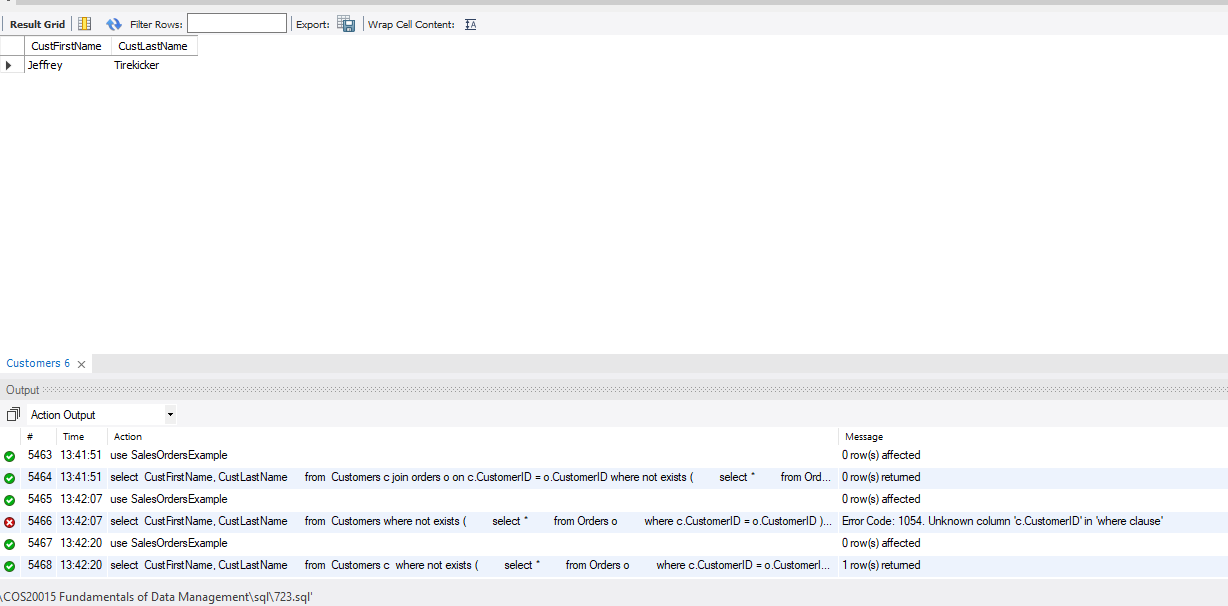 Result Grid Filter Rows: Export: Wrap Cell Content: IA
CustFirstName CustLastName
Jeffrey Tirekicker
Customers 6
Output
Action Output
# Time Action Message
5463 13:41:51 use SalesOrdersExample 0 row(s) affected
5464 13:41:51 select CustFirstName, CustLastName from Customers c join orders o on c.CustomerID = o.CustomerID where not exists ( select * from Ord... 0 row(s) returned
5465 13:42:07 use SalesOrdersExample 0 row(s) affected
5466 13:42:07 select CustFirstName, CustLastName from Customers where not exists ( select * from Orders o where c.CustomerID = o.CustomerID )... Error Code: 1054. Unknown column 'c.CustomerID' in 'where clause'
5467 13:42:20 use SalesOrdersExample 0 row(s) affected
5468 13:42:20 select CustFirstName, CustLastName from Customers c where not exists ( select * from Orders o where c.CustomerID = o.CustomerI... 1 row(s) returned
\COS20015 Fundamentals of Data Management\sql\723.sql'